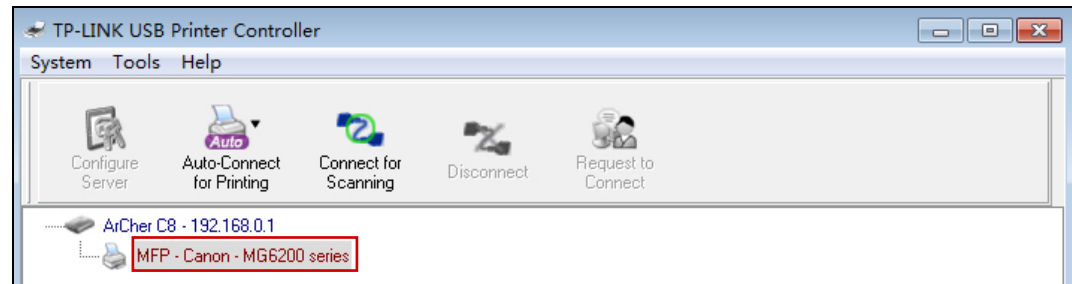 TP-LINK USB Printer Controller
System Tools Help
Auto
Configure Server
Auto-Connect for Printing
Connect for Scanning
Disconnect
Request to Connect
ArCher C8 - 192.168.0.1
MFP - Canon - MG6200 series